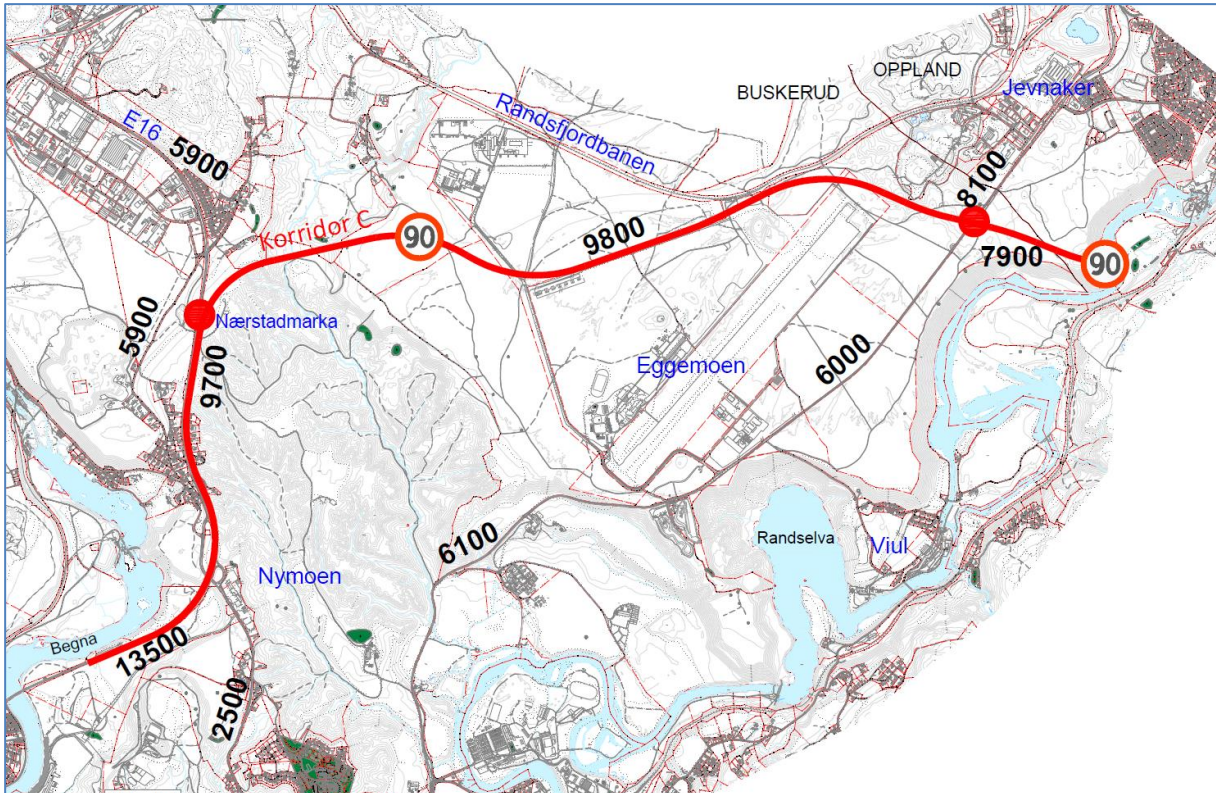 OPPLAND
Jevnaker
BUSKERUD
Randsfjordbanen
E16
5900
8100
Korridor C
90
9800
7900
90
Nærstadmarka
5900
9700
6000
Eggemoen
6100
Randselva
Viul
Nymoen
Begna
13500
2500